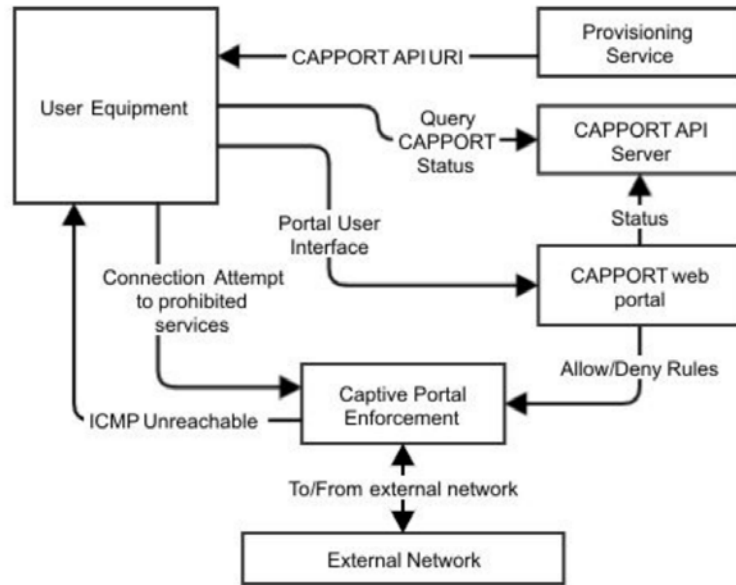 Provisioning
Service
CAPPORT API URI
User Equipment
Query
CAPPORT
Status
CAPPORT API
Server
Status
Portal User
Interface
CAPPORT web
portal
Connection Attempt
to prohibited
services
Allow/Deny Rules
Captive Portal
Enforcement
ICMP Unreachable
To/From external network
External Network